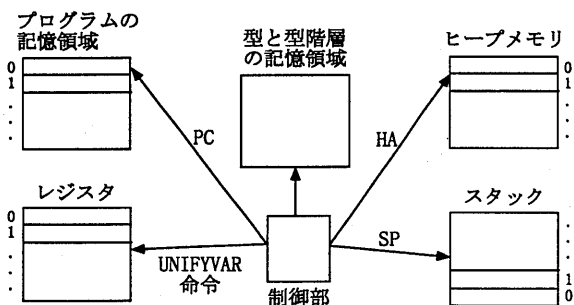 プログラムの
記憶領域
0
1
.
.
.
.
型と型階層
の記憶領域
ヒープメモリ
0
1
.
.
.
.
PC
HA
レジスタ
0
1
.
.
.
.
UNIFYVAR
命令
制御部
SP
スタック
.
.
.
.
1
0